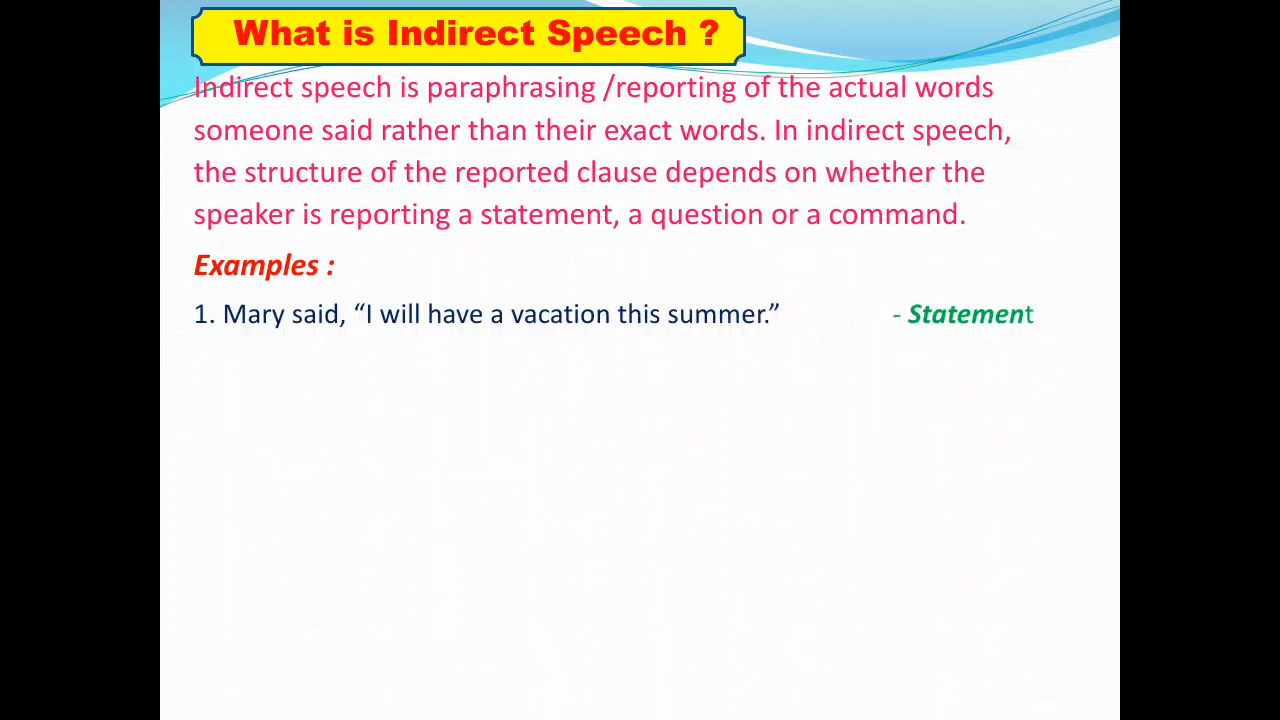 What is Indirect Speech ?
Indirect speech is paraphrasing /reporting of the actual words
someone said rather than their exact words. In indirect speech,
the structure of the reported clause depends on whether the
speaker is reporting a statement, a question or a command.
Examples :
1. Mary said, “I will have a vacation this summer.” - Statement